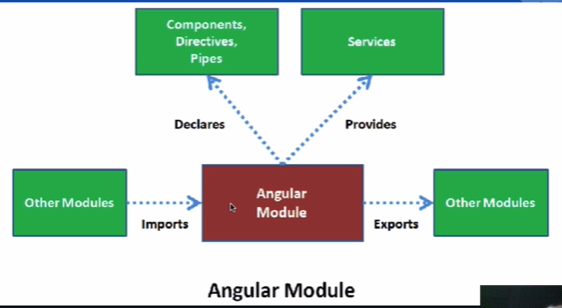 Components,
Directives,
Pipes
Services
Declares
Provides
Other Modules
Imports
Angular
Module
Exports
Other Modules
Angular Module